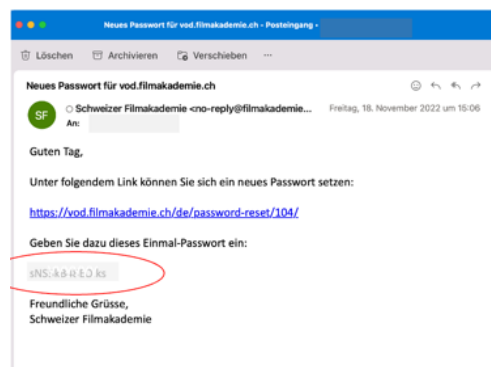 Neues Passwort für vod.filmakademie.ch - Posteingang -
Löschen Archivieren Verschieben ...
Neues Passwort für vod.filmakademie.ch
SF
Schweizer Filmakademie <no-reply@filmakademie...
Freitag, 18. November 2022 um 15:06
An:
Guten Tag,
Unter folgendem Link können Sie sich ein neues Passwort setzen:
https://vod.filmakademie.ch/de/password-reset/104/
Geben Sie dazu dieses Einmal-Passwort ein:
Freundliche Grüsse,
Schweizer Filmakademie